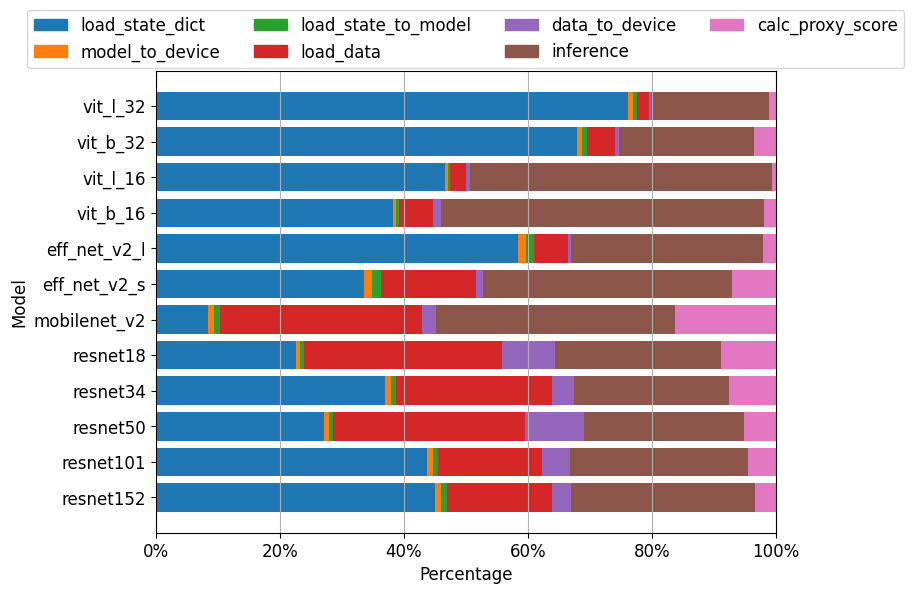 load_state_dict load_state_to_model data_to_device calc_proxy_score
model_to_device load_data inference
vit_l_32
vit_b_32
vit_l_16
vit_b_16
eff_net_v2_l
eff_net_v2_s
mobilenet_v2
resnet18
resnet34
resnet50
resnet101
resnet152
Model
0% 20% 40% 60% 80% 100%
Percentage